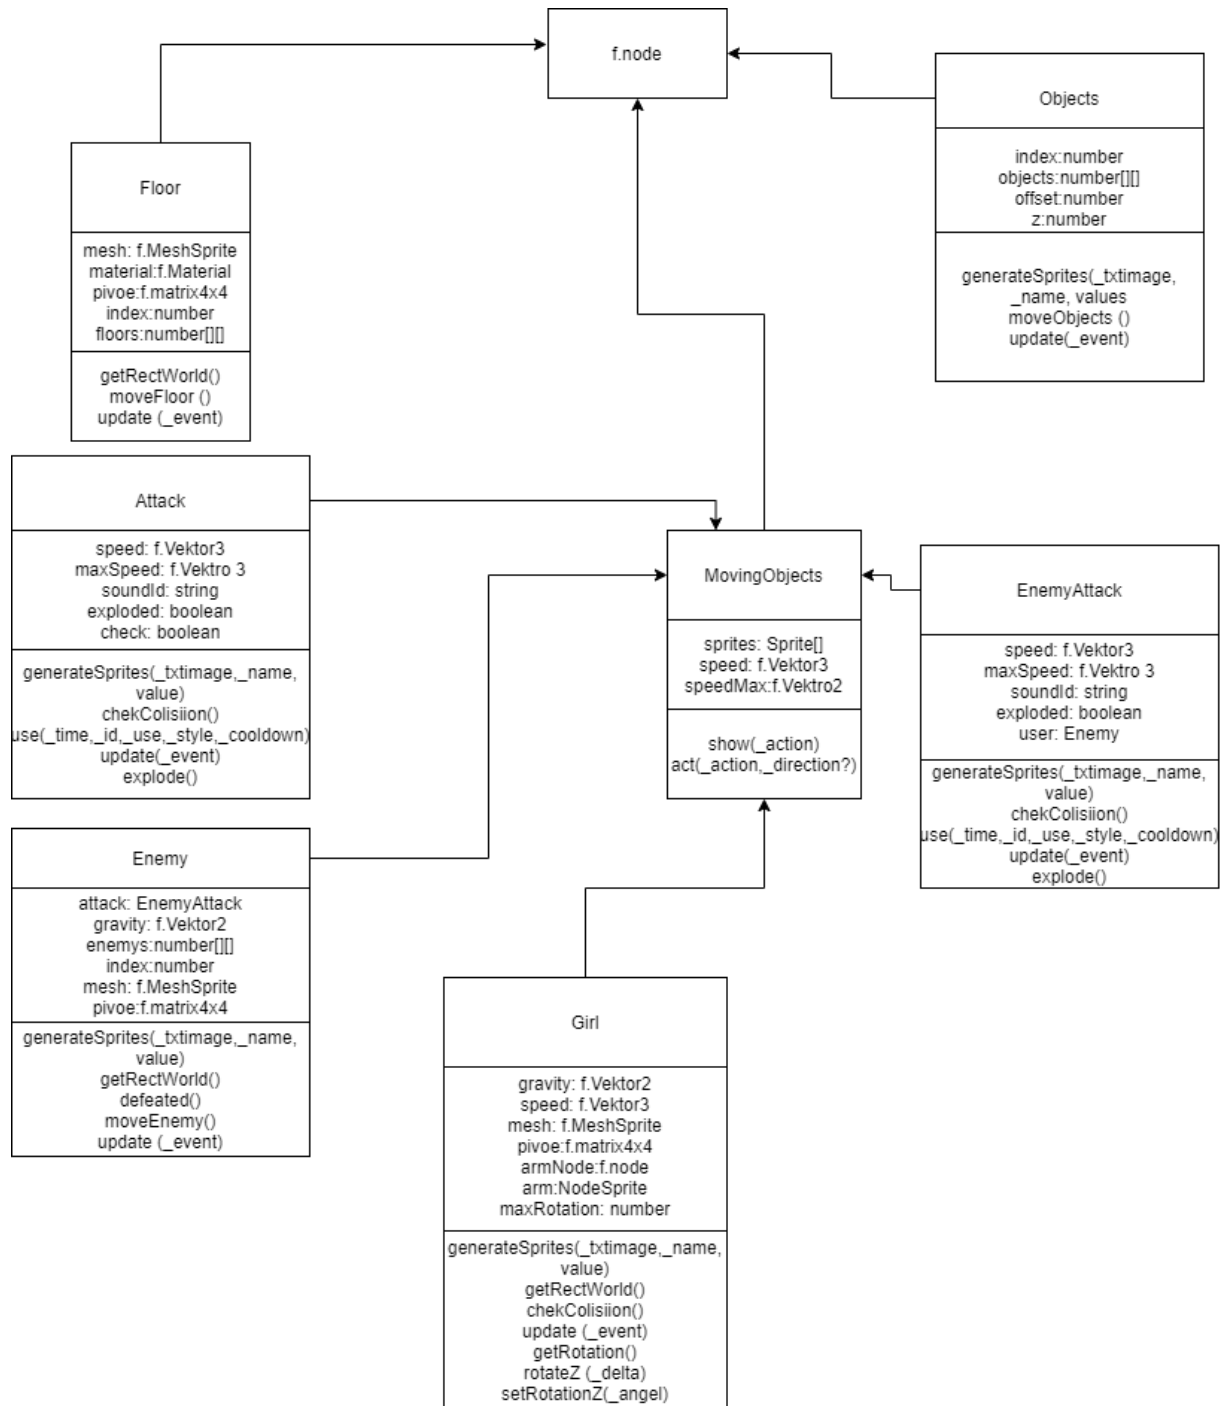 f.node
Objects
index:number
objects:number[][]
offset:number
z:number
generateSprites(_txtimage,
_name, values
moveObjects ()
update(_event)
Floor
mesh: f.MeshSprite
material:f.Material
pivoe:f.matrix4x4
index:number
floors:number[][]
getRectWorld()
moveFloor ()
update (_event)
Attack
speed: f.Vektor3
maxSpeed: f.Vektro 3
soundId: string
exploded: boolean
check: boolean
generateSprites(_txtimage,_name,
value)
chekColisiion()
use(_time,_id,_use,_style,_cooldown)
update(_event)
explode()
MovingObjects
sprites: Sprite[]
speed: f.Vektor3
speedMax:f.Vektro2
show(_action)
act(_action,_direction?)
EnemyAttack
speed: f.Vektor3
maxSpeed: f.Vektro 3
soundId: string
exploded: boolean
user: Enemy
generateSprites(_txtimage,_name,
value)
chekColisiion()
use(_time,_id,_use,_style,_cooldown)
update(_event)
explode()
Enemy
attack: EnemyAttack
gravity: f.Vektor2
enemys:number[][]
index:number
mesh: f.MeshSprite
pivoe:f.matrix4x4
generateSprites(_txtimage,_name,
value)
getRectWorld()
defeated()
moveEnemy()
update (_event)
Girl
gravity: f.Vektor2
speed: f.Vektor3
mesh: f.MeshSprite
pivoe:f.matrix4x4
armNode:f.node
arm:NodeSprite
maxRotation: number
generateSprites(_txtimage,_name,
value)
getRectWorld()
chekColisiion()
update (_event)
getRotation()
rotateZ (_delta)
setRotationZ(_angel)